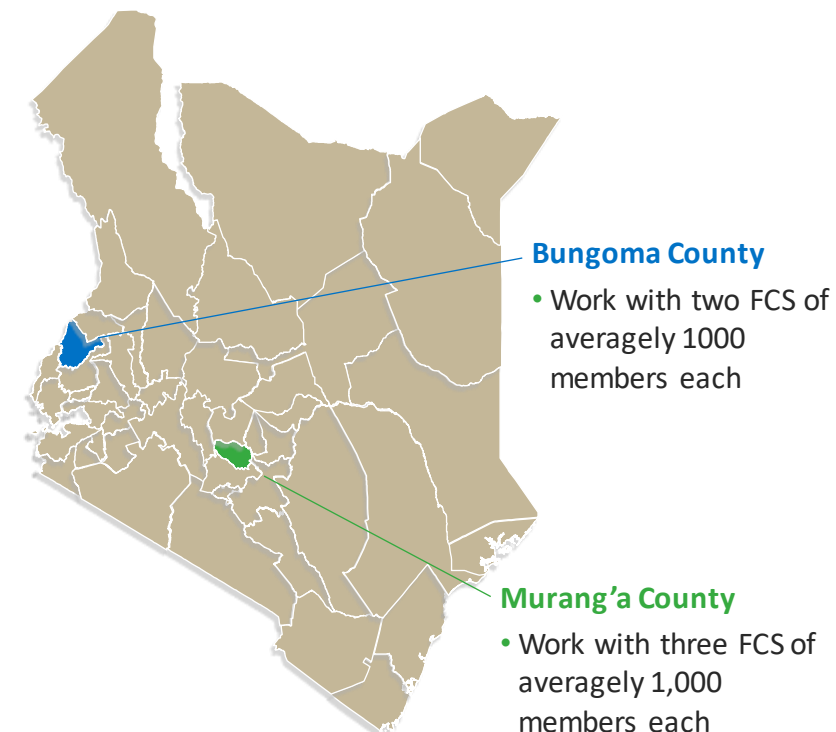 Bungoma County
• Work with two FCS of
averagely 1000
members each
Murang’a County
• Work with three FCS of
averagely 1,000
members each